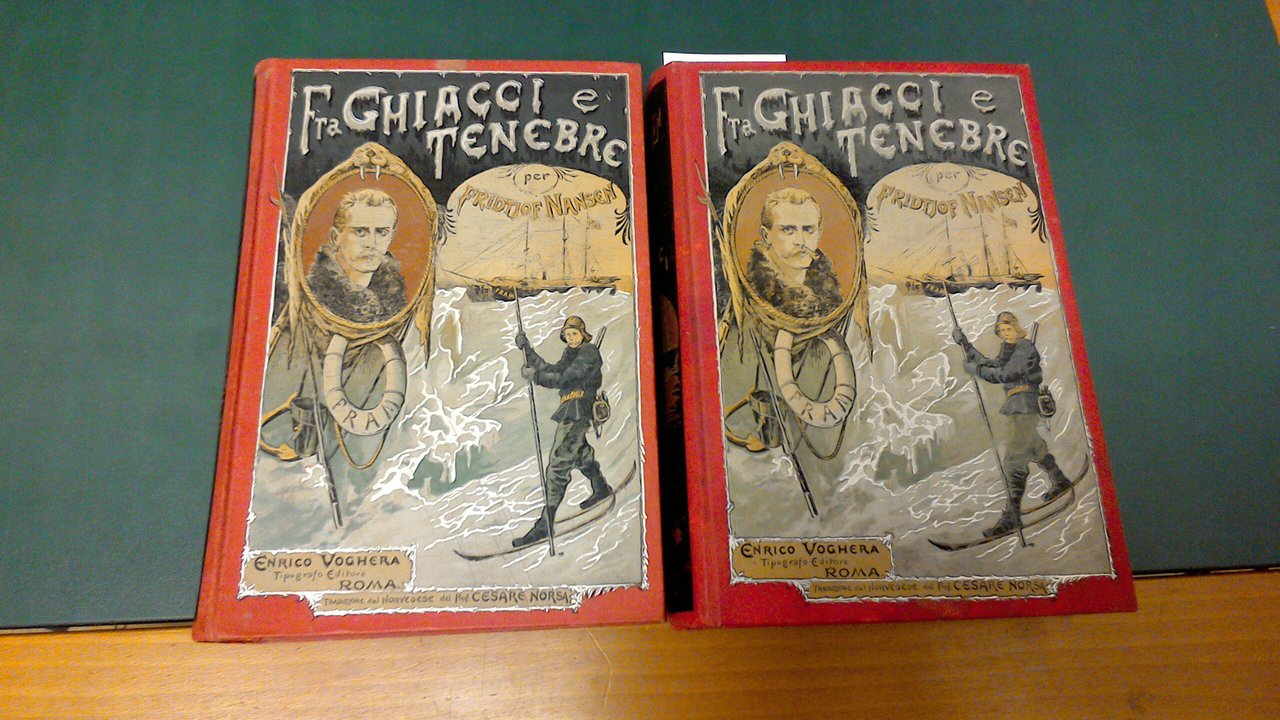 Fra GHIACCI e
TENEBRE
per
FRIDTJOF NANSEN
FRAM
ENRICO VOGHERA
Tipografo Editore
ROMA
TRADUZIONE dal NORVEGESE del Prof. CESARE NORSA
Fra GHIACCI e
TENEBRE
per
FRIDTJOF NANSEN
FRAM
ENRICO VOGHERA
Tipografo Editore
ROMA
TRADUZIONE dal NORVEGESE del Prof. CESARE NORSA